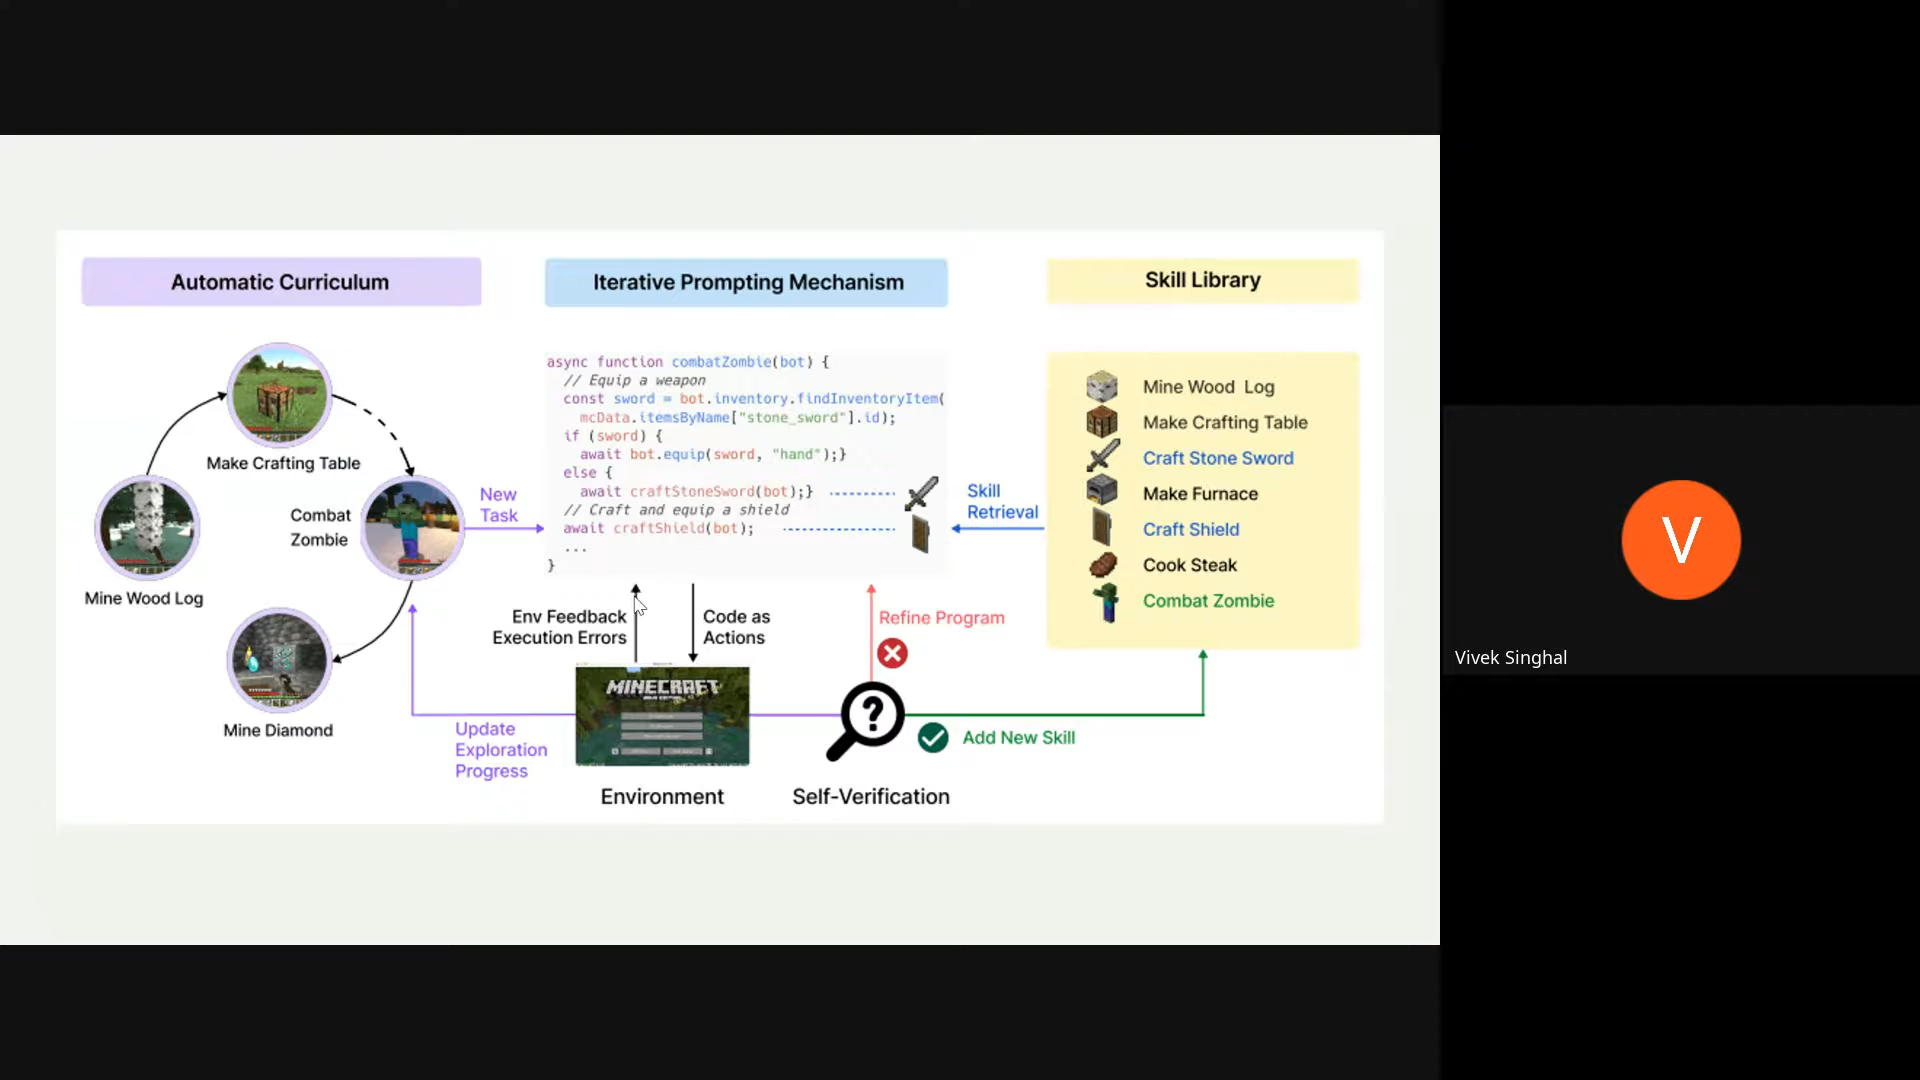 Automatic Curriculum
Iterative Prompting Mechanism
Skill Library
Make Crafting Table
Combat
Zombie
Mine Wood Log
Mine Diamond
New
Task
async function combatZombie(bot) {
// Equip a weapon
const sword = bot.inventory.findInventoryItem(
mcData.itemsByName["stone_sword"].id);
if (sword) {
await bot.equip(sword, "hand");}
else {
await craftStoneSword(bot);}
// Craft and equip a shield
await craftShield(bot);
...
}
Skill
Retrieval
Mine Wood Log
Make Crafting Table
Craft Stone Sword
Make Furnace
Craft Shield
Cook Steak
Combat Zombie
Env Feedback
Execution Errors
Code as
Actions
Refine Program
MINECRAFT
?
Update
Exploration
Progress
Add New Skill
Environment
Self-Verification
V
Vivek Singhal